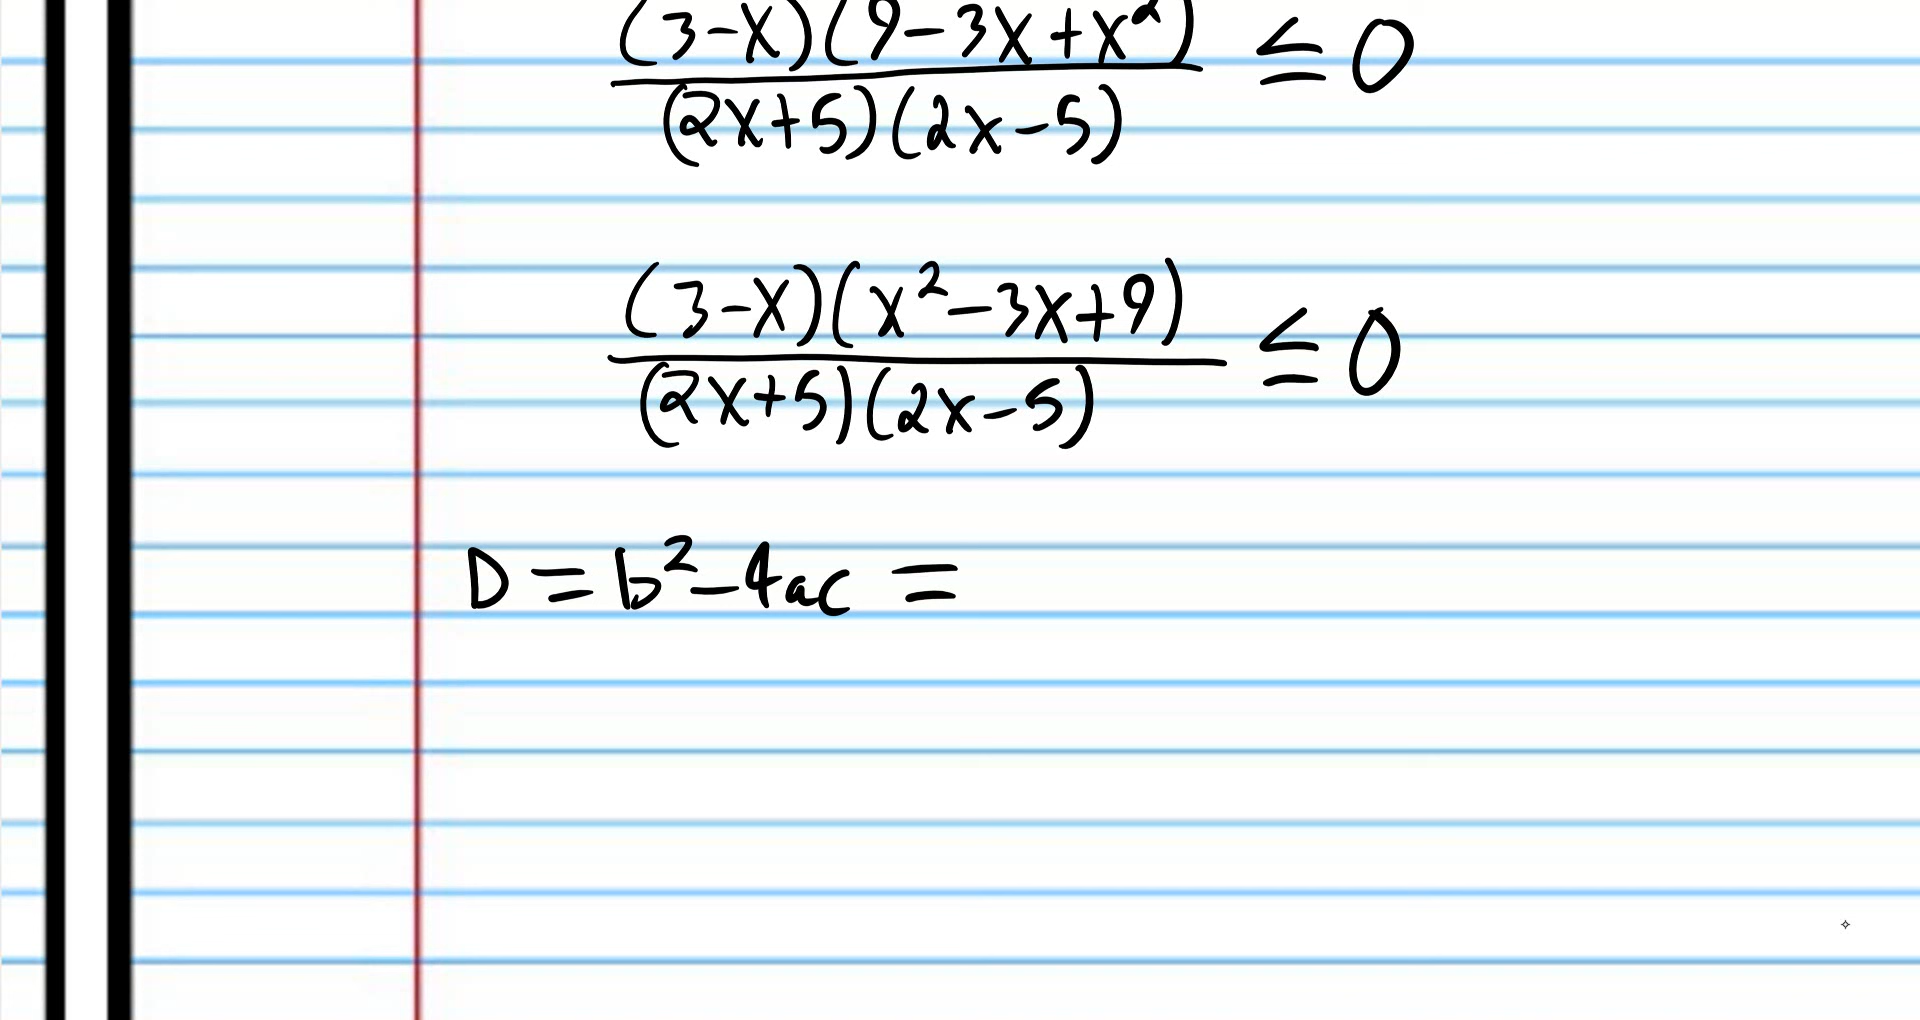 (3-x)(9-3x+x²)
—————————— ≤ 0
(2x+5)(2x-5)
(3-x)(x²-3x+9)
—————————— ≤ 0
(2x+5)(2x-5)
D = b²-4ac =